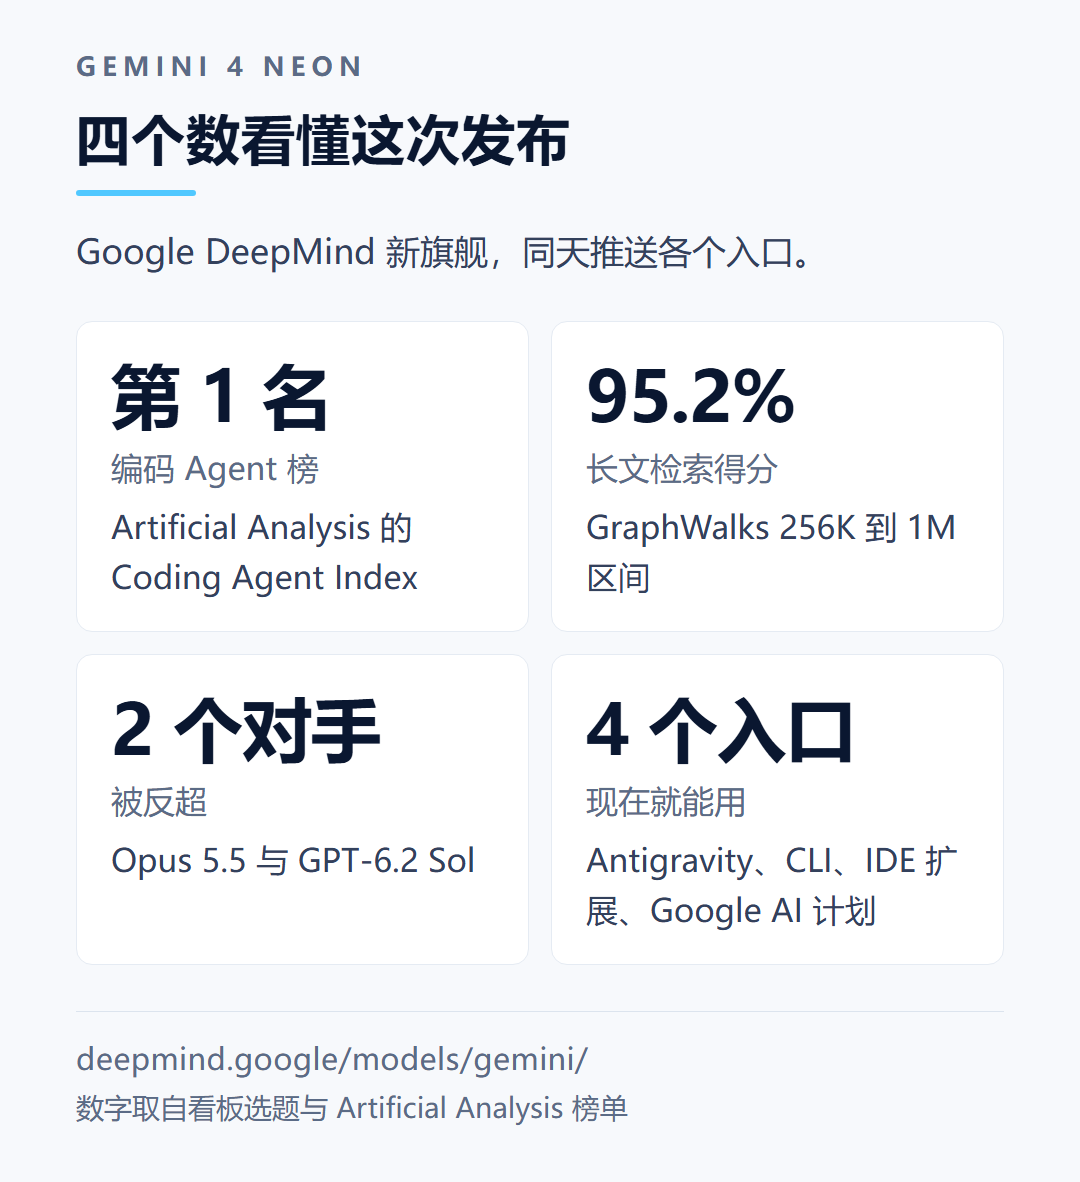 GEMINI 4 NEON
四个数看懂这次发布
Google DeepMind 新旗舰，同天推送各个入口。
第 1 名
编码 Agent 榜
Artificial Analysis 的
Coding Agent Index
95.2%
长文检索得分
GraphWalks 256K 到 1M
区间
2 个对手
被反超
Opus 5.5 与 GPT-6.2 Sol
4 个入口
现在就能用
Antigravity、CLI、IDE 扩
展、Google AI 计划
deepmind.google/models/gemini/
数字取自看板选题与 Artificial Analysis 榜单